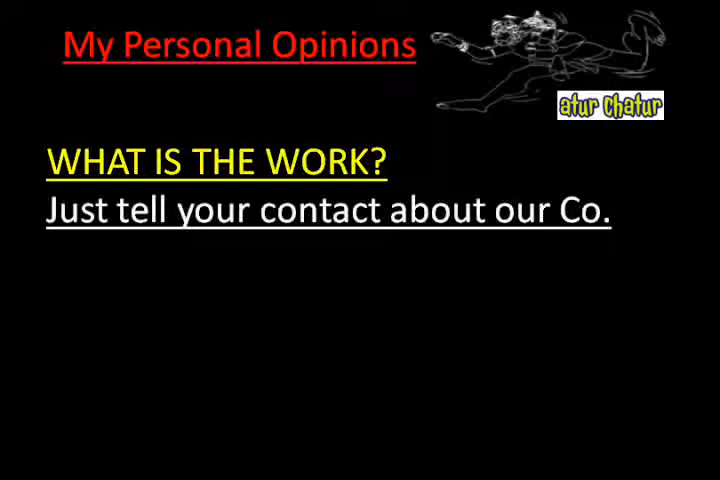 My Personal Opinions
atur Chatur
WHAT IS THE WORK?
Just tell your contact about our Co.